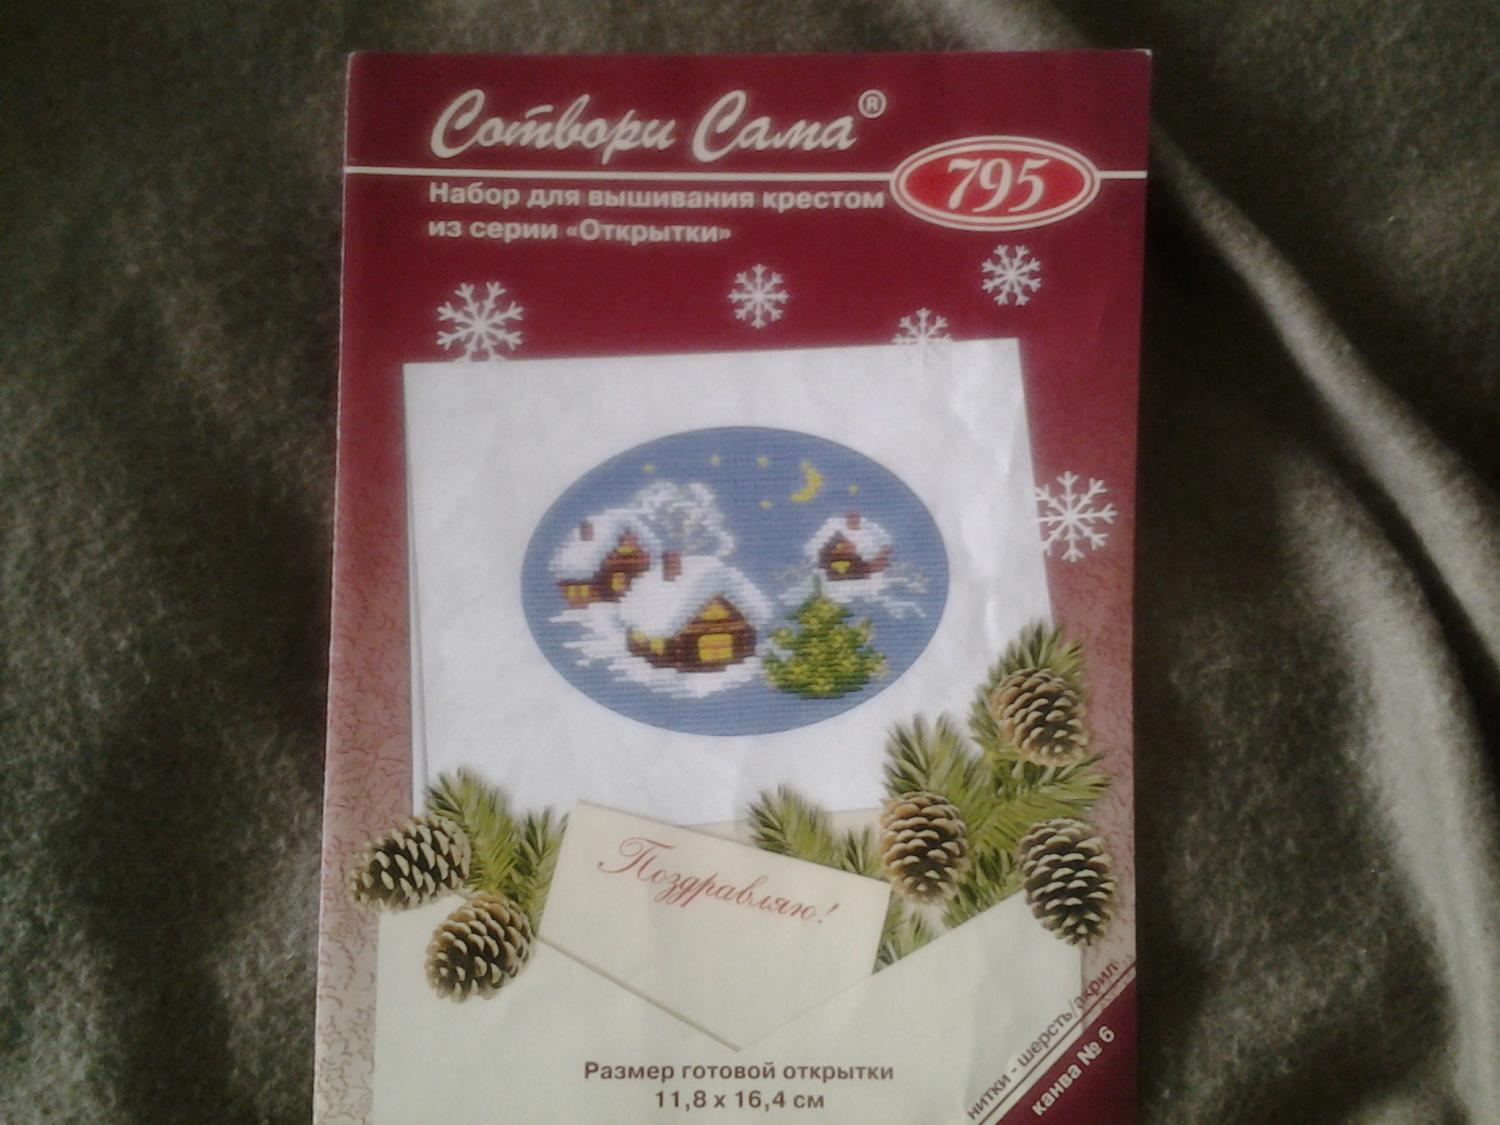 Сотвори Сама®
795
Набор для вышивания крестом
из серии «Открытки»
Поздравляю!
Размер готовой открытки
11,8 х 16,4 см
нитки - шерсть/акрил
канва № 6